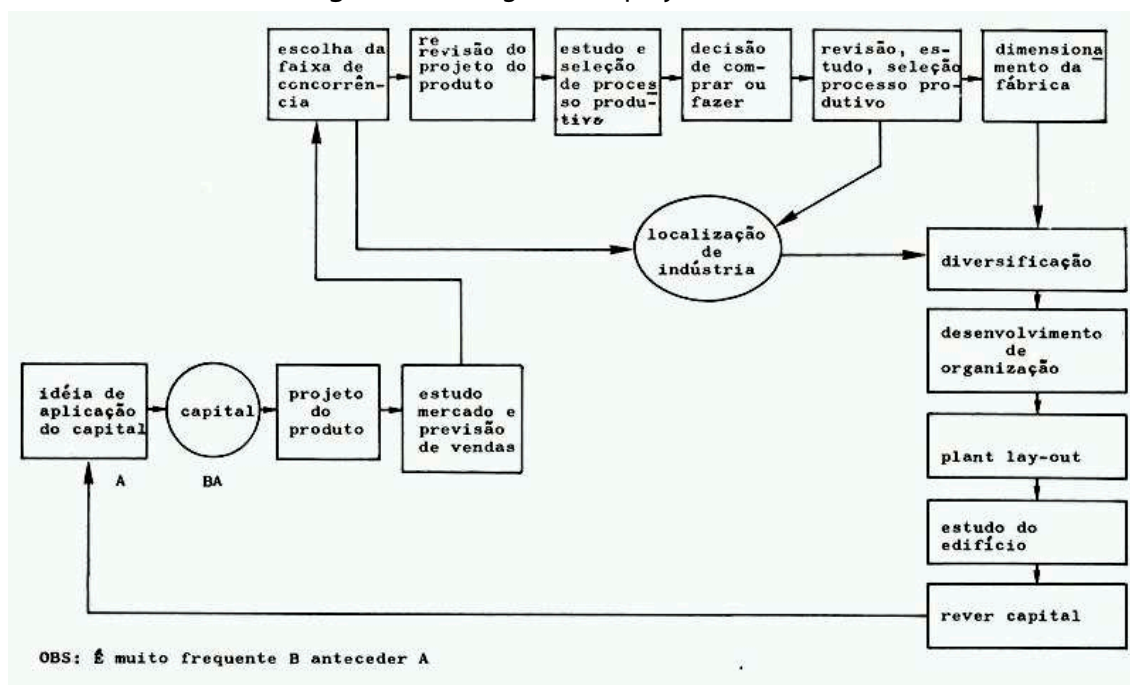 escolha da
faixa de
concorrên-
cia
re
revisão do
projeto do
produto
estudo e
seleção
de proces
so produ-
tivo
decisão
de com-
prar ou
fazer
revisão, es-
tudo, seleção
processo pro-
dutivo
dimensiona
mento da
fábrica
localização
de
indústria
diversificação
desenvolvimento
de
organização
idéia de
aplicação
do capital
capital
projeto
do
produto
estudo
mercado e
previsão
de vendas
plant lay-out
A
BA
estudo do
edifício
rever capital
OBS: É muito frequente B anteceder A